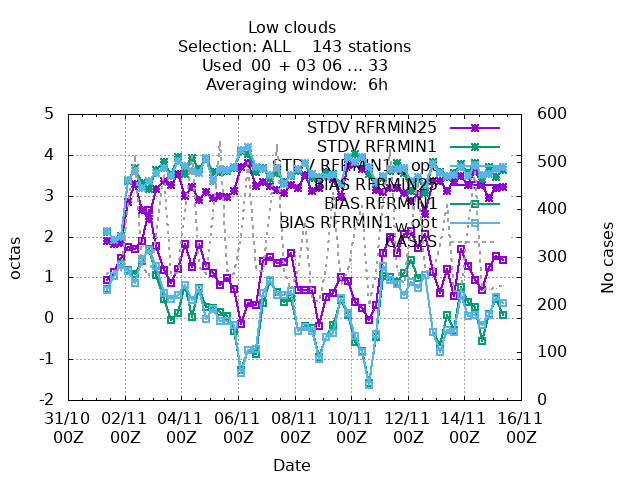 Low clouds
Selection: ALL 143 stations
Used 00 + 03 06 ... 33
Averaging window: 6h
STDV RFRMIN25
STDV RFRMIN1
STDV RFRMIN1w_opt
BIAS RFRMIN25
BIAS RFRMIN1
BIAS RFRMIN1w_opt
CASES
5
4
3
2
1
0
-1
-2
octas
600
500
400
300
200
100
0
No cases
31/10 02/11 04/11 06/11 08/11 10/11 12/11 14/11 16/11
00Z 00Z 00Z 00Z 00Z 00Z 00Z 00Z 00Z
Date